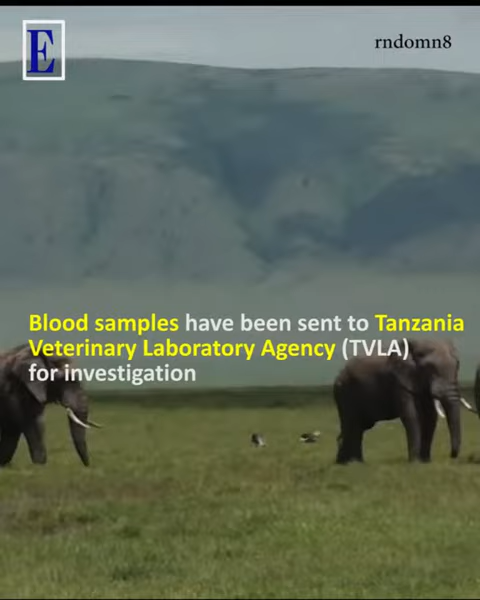 E
rndomn8
Blood samples have been sent to Tanzania
Veterinary Laboratory Agency (TVLA)
for investigation